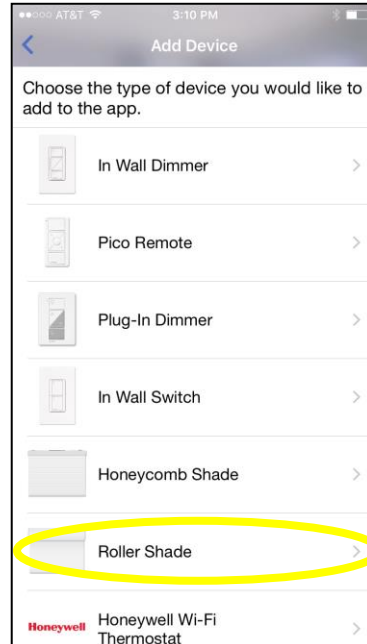 AT&T 3:10 PM
Add Device
Choose the type of device you would like to
add to the app.
In Wall Dimmer
Pico Remote
Plug-In Dimmer
In Wall Switch
Honeycomb Shade
Roller Shade
Honeywell Honeywell Wi-Fi
Thermostat